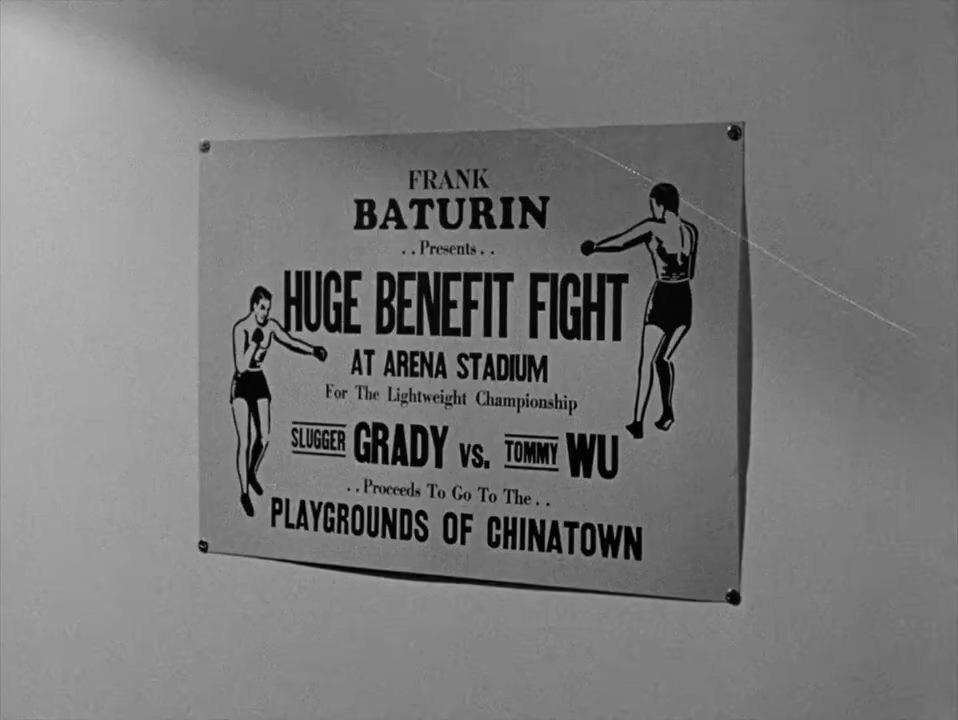 FRANK
BATURIN
. . Presents . .
HUGE BENEFIT FIGHT
AT ARENA STADIUM
For The Lightweight Championship
SLUGGER GRADY VS. TOMMY WU
. . Proceeds To Go To The . .
PLAYGROUNDS OF CHINATOWN